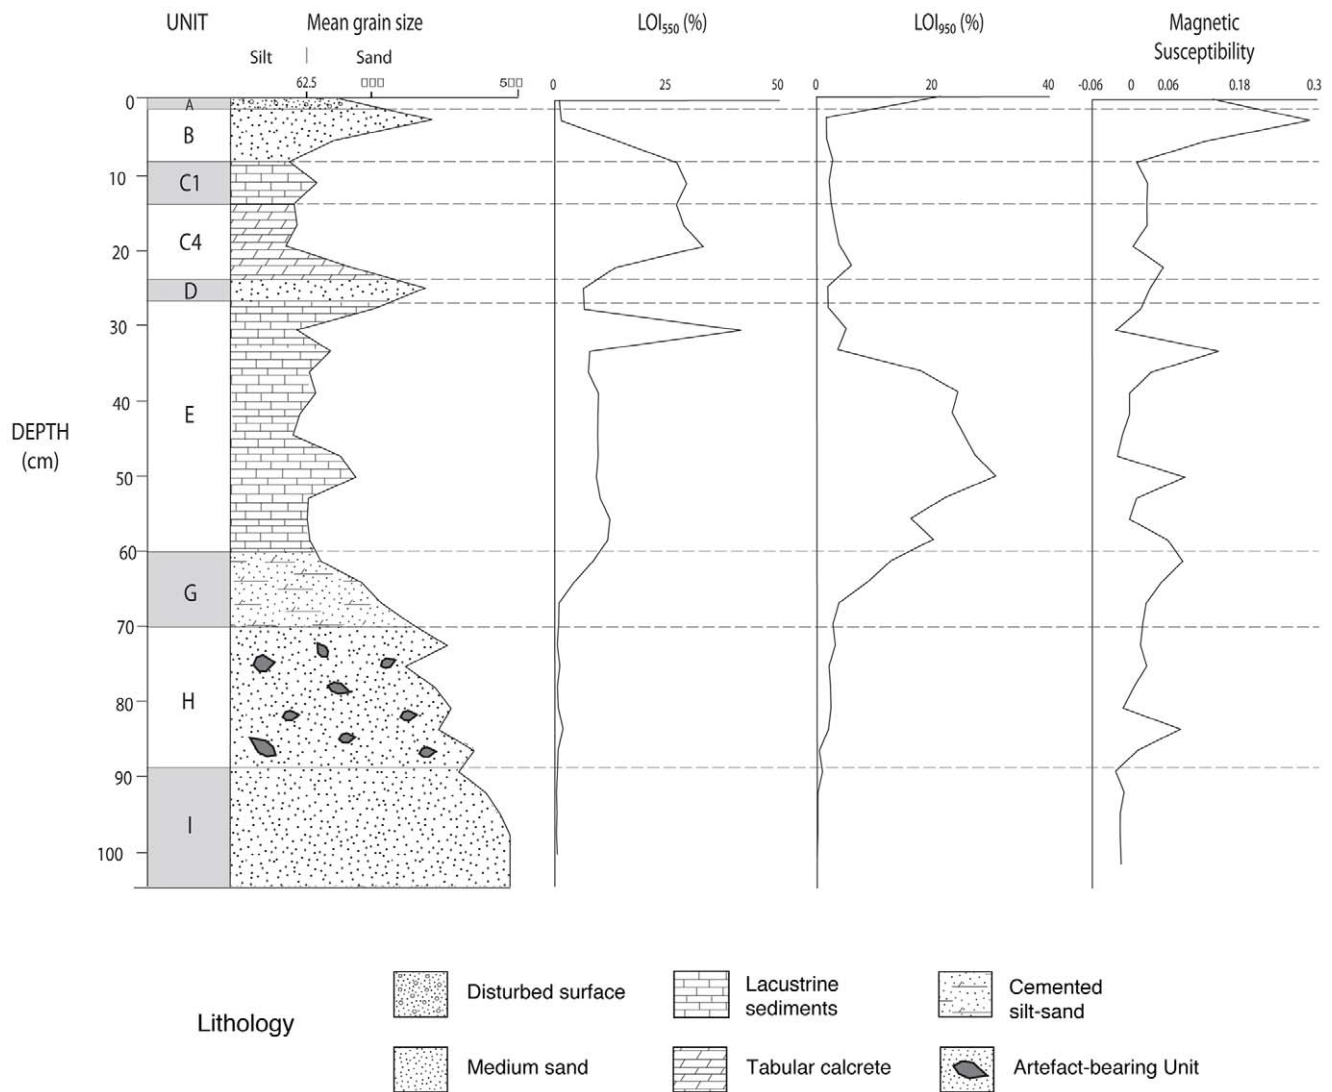 UNIT
Mean grain size
LOI550 (%)
LOI950 (%)
Magnetic
Susceptibility
Silt
Sand
62.5
0
25
50
0
20
40
-0.06
0
0.06
0.18
0.3
0
10
20
30
40
50
60
70
80
90
100
DEPTH
(cm)
A
B
C1
C4
D
E
G
H
I
Lithology
Disturbed surface
Lacustrine
sediments
Cemented
silt-sand
Medium sand
Tabular calcrete
Artefact-bearing Unit